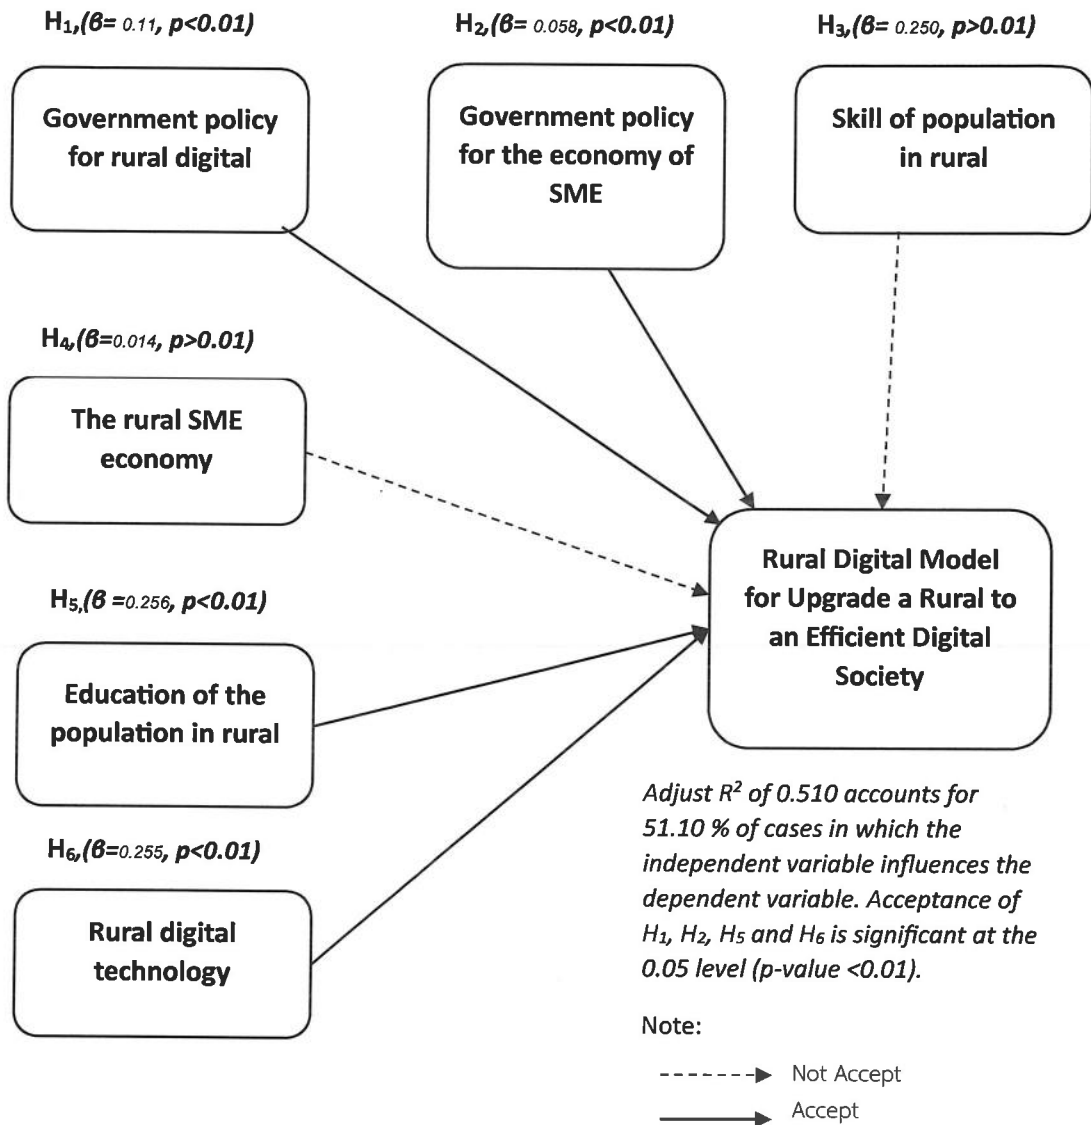 H₁,(β= 0.11, p<0.01)
Government policy
for rural digital
H₂,(β= 0.058, p<0.01)
Government policy
for the economy of
SME
H₃,(β= 0.250, p>0.01)
Skill of population
in rural
H₄,(β=0.014, p>0.01)
The rural SME
economy
H₅,(β =0.256, p<0.01)
Education of the
population in rural
H₆,(β=0.255, p<0.01)
Rural digital
technology
Rural Digital Model
for Upgrade a Rural to
an Efficient Digital
Society
Adjust R² of 0.510 accounts for
51.10 % of cases in which the
independent variable influences the
dependent variable. Acceptance of
H₁, H₂, H₅ and H₆ is significant at the
0.05 level (p-value <0.01).
Note:
Not Accept
Accept